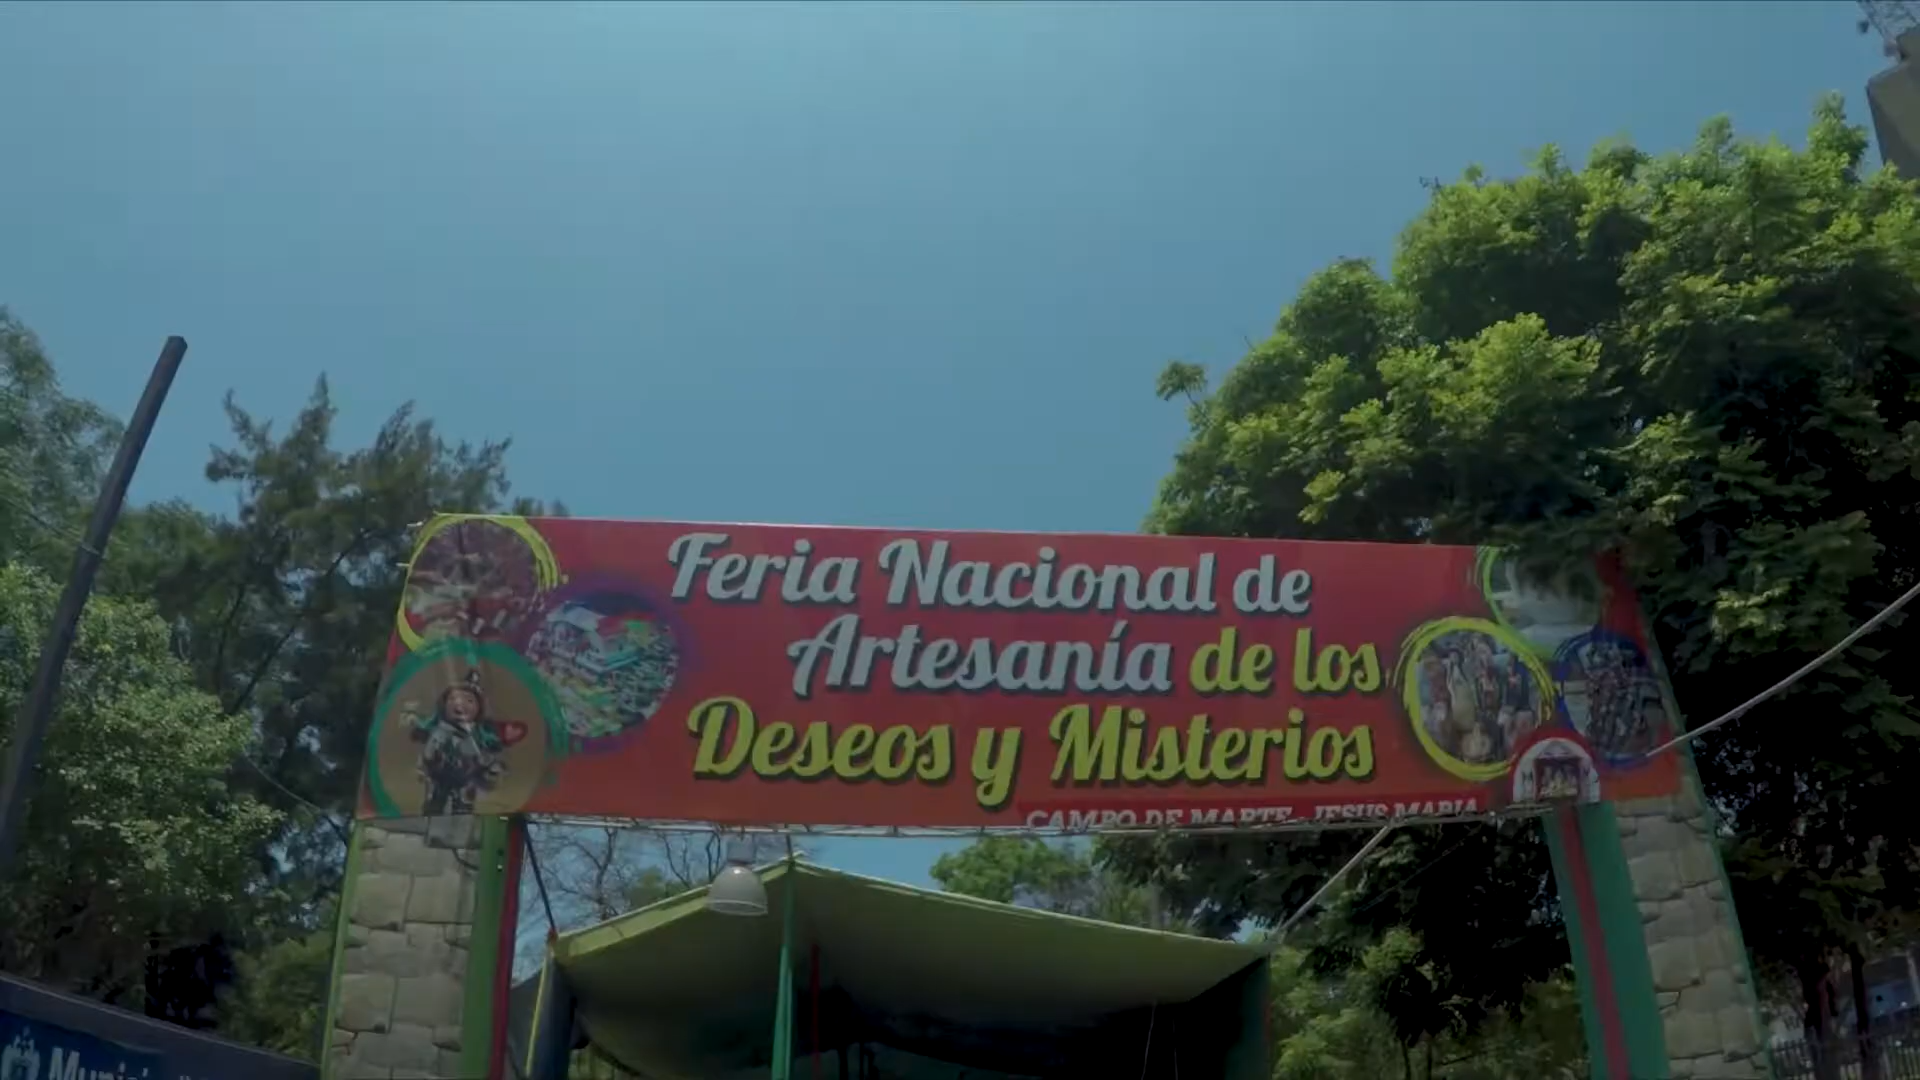 Feria Nacional de
Artesanía de los
Deseos y Misterios
CAMPO DE MARTE - JESUS MARIA